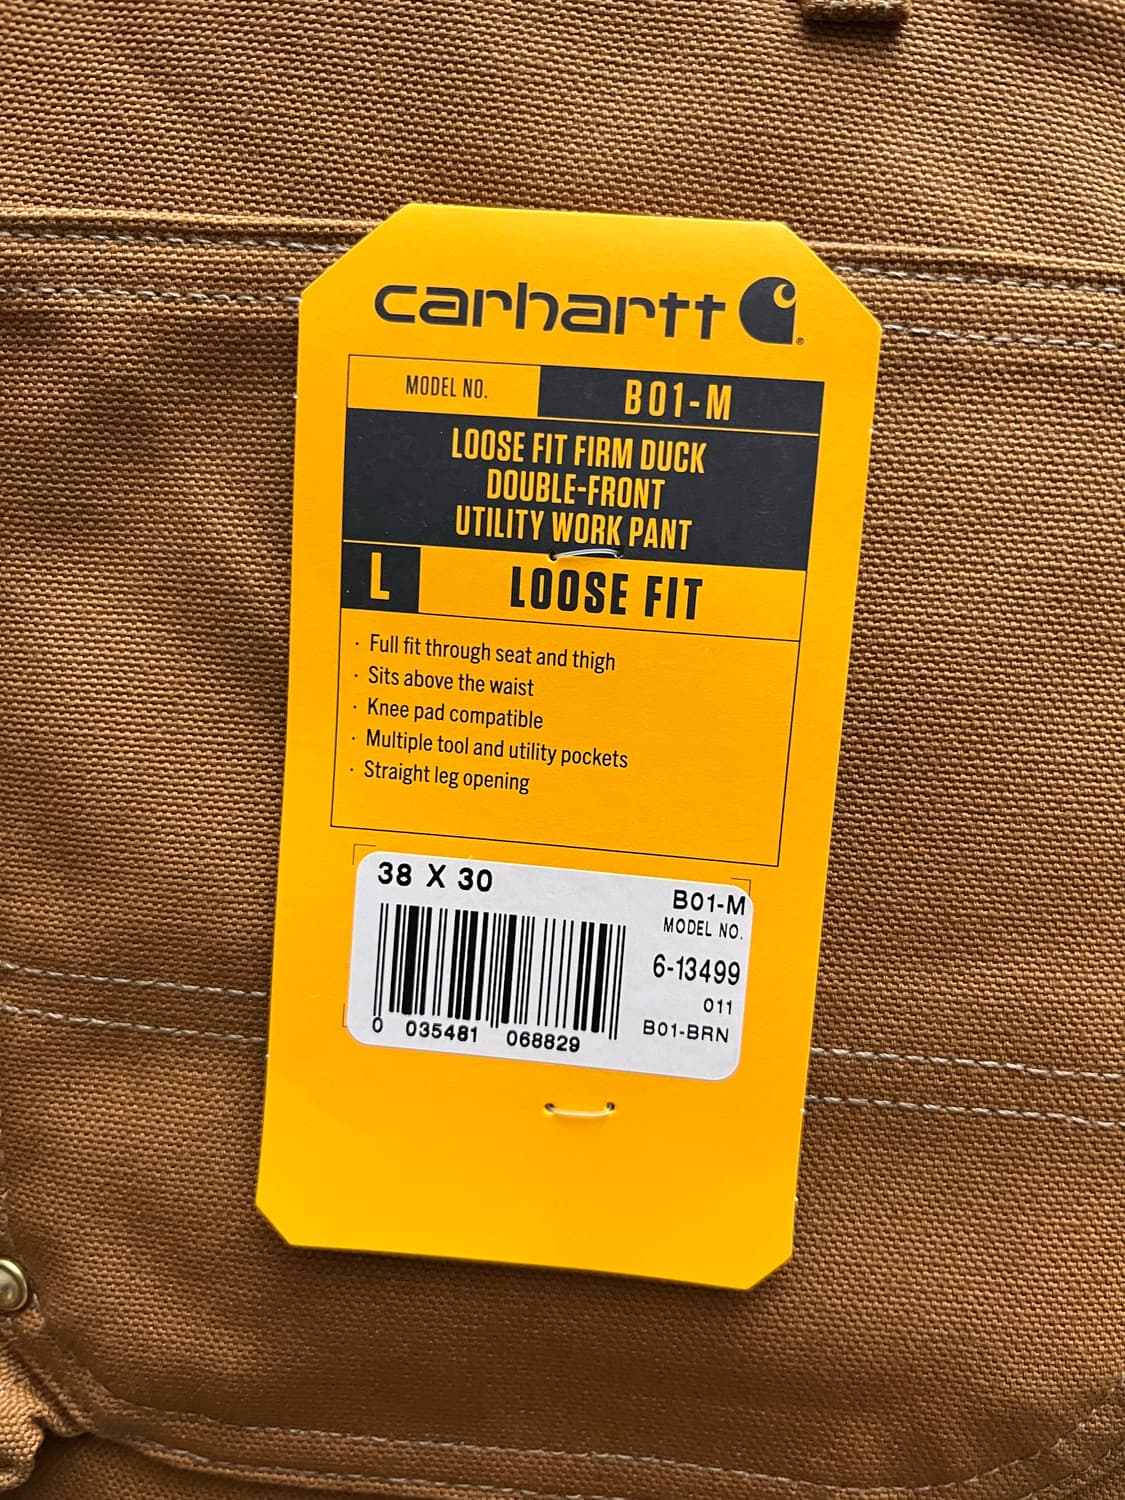 carhartt
MODEL NO. B01-M
LOOSE FIT FIRM DUCK
DOUBLE-FRONT
UTILITY WORK PANT
L LOOSE FIT
· Full fit through seat and thigh
· Sits above the waist
· Knee pad compatible
· Multiple tool and utility pockets
· Straight leg opening
38 X 30
B01-M
MODEL NO.
6-13499
011
B01-BRN
0 035481 068829